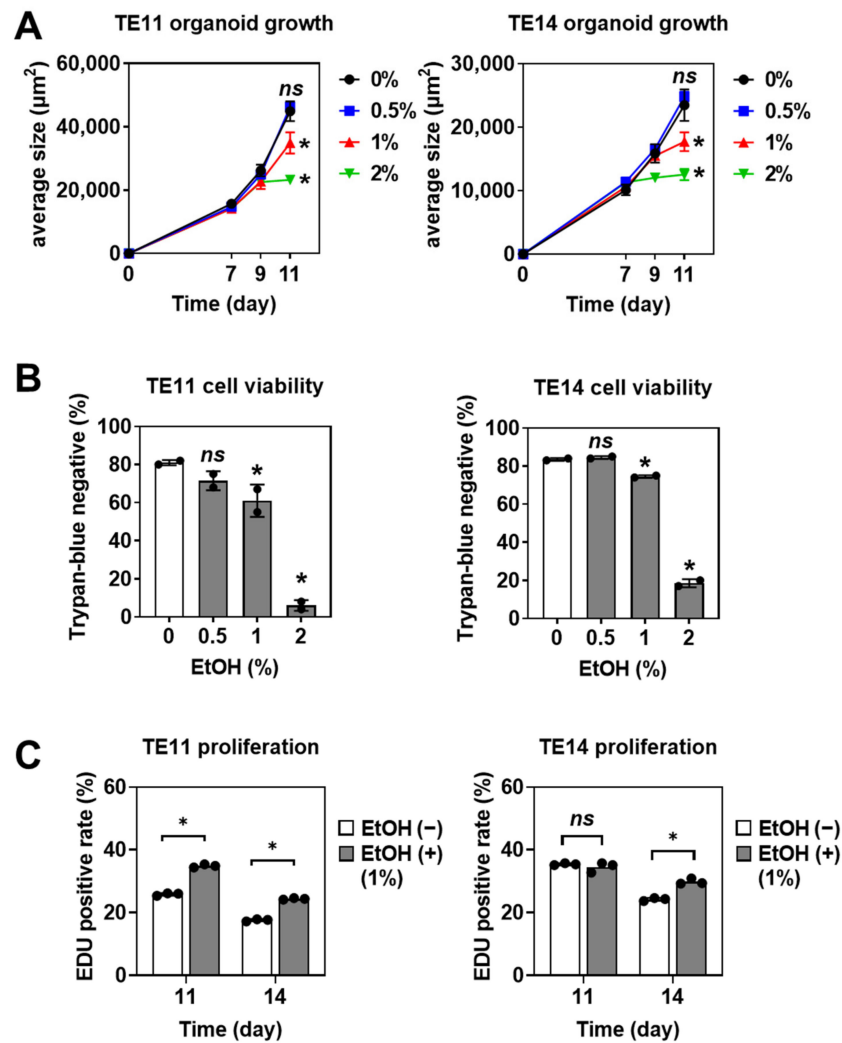 A
TE11 organoid growth
average size (µm²)
60,000
40,000
20,000
0
0
7
9
11
Time (day)
ns
*
*
0%
0.5%
1%
2%
TE14 organoid growth
average size (µm²)
30,000
20,000
10,000
0
0
7
9
11
Time (day)
ns
*
*
0%
0.5%
1%
2%
B
TE11 cell viability
Trypan-blue negative (%)
100
80
60
40
20
0
ns
*
*
0 0.5 1 2
EtOH (%)
TE14 cell viability
Trypan-blue negative (%)
100
80
60
40
20
0
ns
*
*
0 0.5 1 2
EtOH (%)
C
TE11 proliferation
EDU positive rate (%)
60
40
20
0
*
*
11 14
Time (day)
EtOH (−)
EtOH (+)
(1%)
TE14 proliferation
EDU positive rate (%)
60
40
20
0
ns
*
11 14
Time (day)
EtOH (−)
EtOH (+)
(1%)